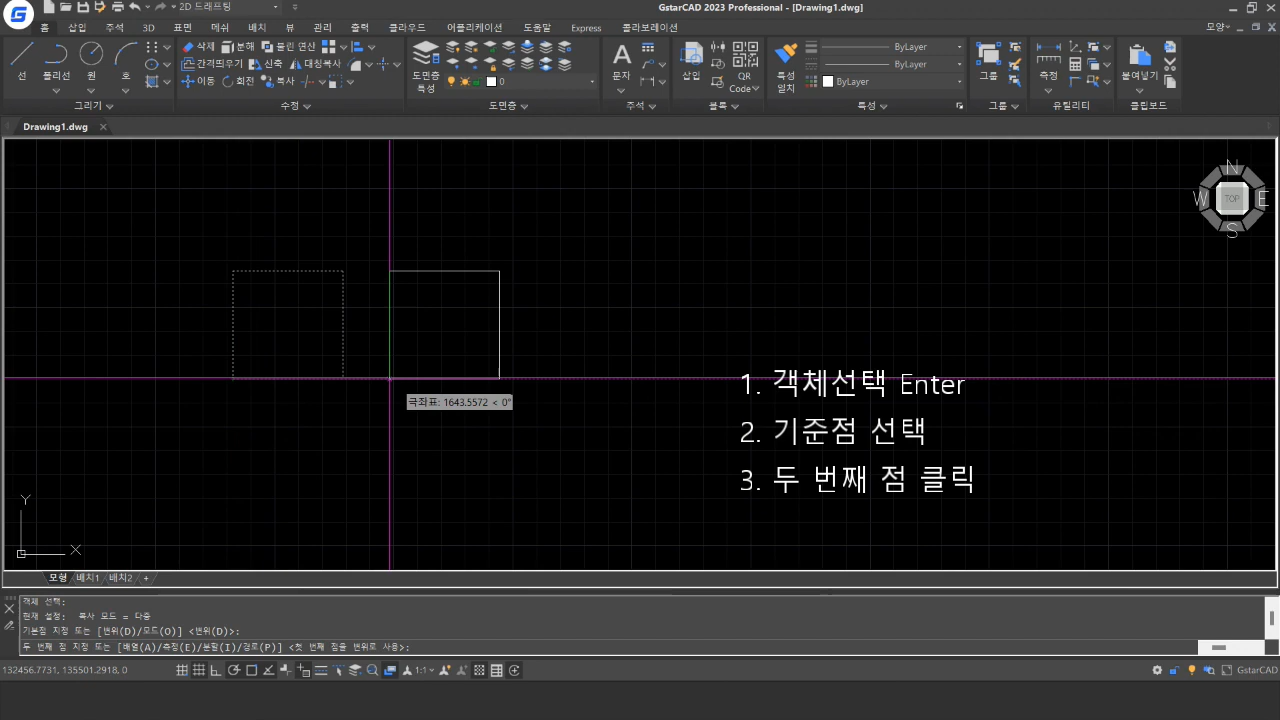 2D 드래프팅
GstarCAD 2023 Professional - [Drawing1.dwg]
홈 삽입 주석 3D 메쉬 배치 뷰 관리 출력 클라우드 어플리케이션 도움말 Express 콜라보레이션
모양
선 폴리선 원 호
삭제 분해 불린 연산
간격띄우기 신축 대칭복사
이동 회전 복사
도면층
특성
0
문자
삽입
QR
Code
특성
일치
ByLayer
ByLayer
ByLayer
그룹
측정
붙여넣기
그리기 수정 도면층 주석 블록 특성 그룹 유틸리티 클립보드
Drawing1.dwg
N
W TOP E
S
극좌표: 1643.5572 < 0°
1. 객체선택 Enter
2. 기준점 선택
3. 두 번째 점 클릭
Y
X
모형 배치1 배치2 +
객체 선택:
현재 설정: 복사 모드 = 다중
기본점 지정 또는 [변위(D)/모드(O)] <변위(D)>:
두 번째 점 지정 또는 [배열(A)/측정(E)/분할(I)/경로(P)] <첫 번째 점을 변위로 사용>:
132456.7731, 135501.2918, 0
1:1
GstarCAD